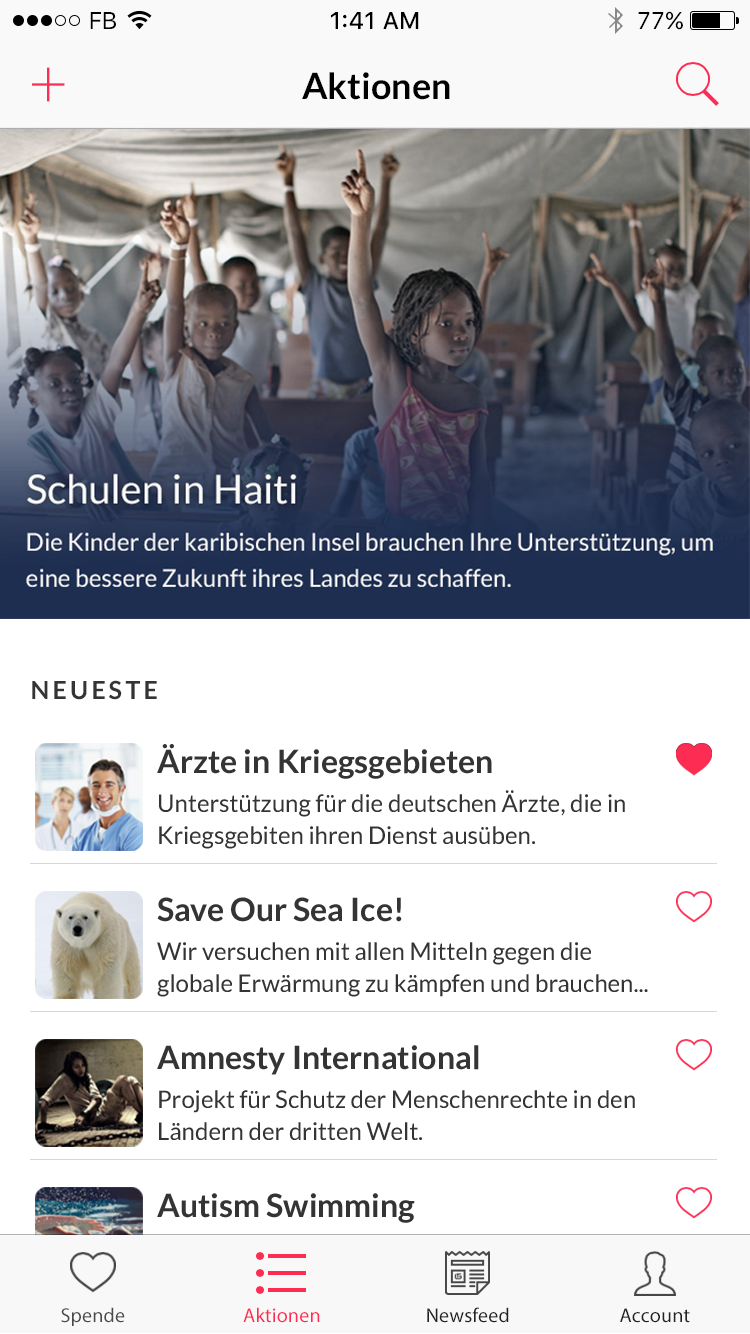 FB 1:41 AM 77%
Aktionen
Schulen in Haiti
Die Kinder der karibischen Insel brauchen Ihre Unterstützung, um
eine bessere Zukunft ihres Landes zu schaffen.
NEUESTE
Ärzte in Kriegsgebieten
Unterstützung für die deutschen Ärzte, die in
Kriegsgebiten ihren Dienst ausüben.
Save Our Sea Ice!
Wir versuchen mit allen Mitteln gegen die
globale Erwärmung zu kämpfen und brauchen...
Amnesty International
Projekt für Schutz der Menschenrechte in den
Ländern der dritten Welt.
Autism Swimming
Spende Aktionen Newsfeed Account